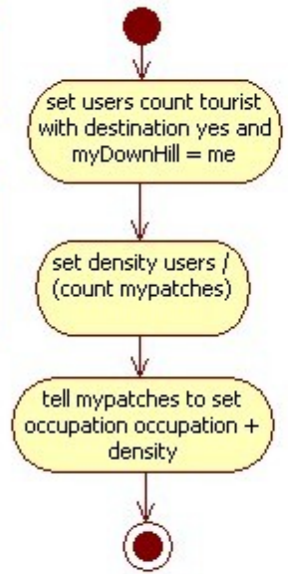 set users count tourist
with destination yes and
myDownHill = me
set density users /
(count mypatches)
tell mypatches to set
occupation occupation +
density